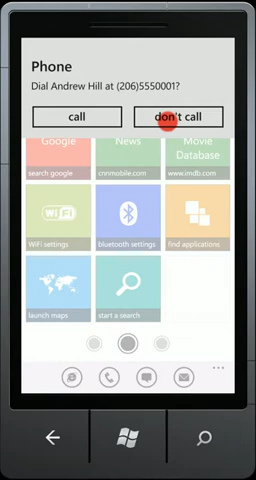 Phone
Dial Andrew Hill at (206)5550001?
call
don't call
Google
News
Movie
Database
search google
cnnmobile.com
www.imdb.com
WiFi
WiFi settings
bluetooth settings
find applications
launch maps
start a search